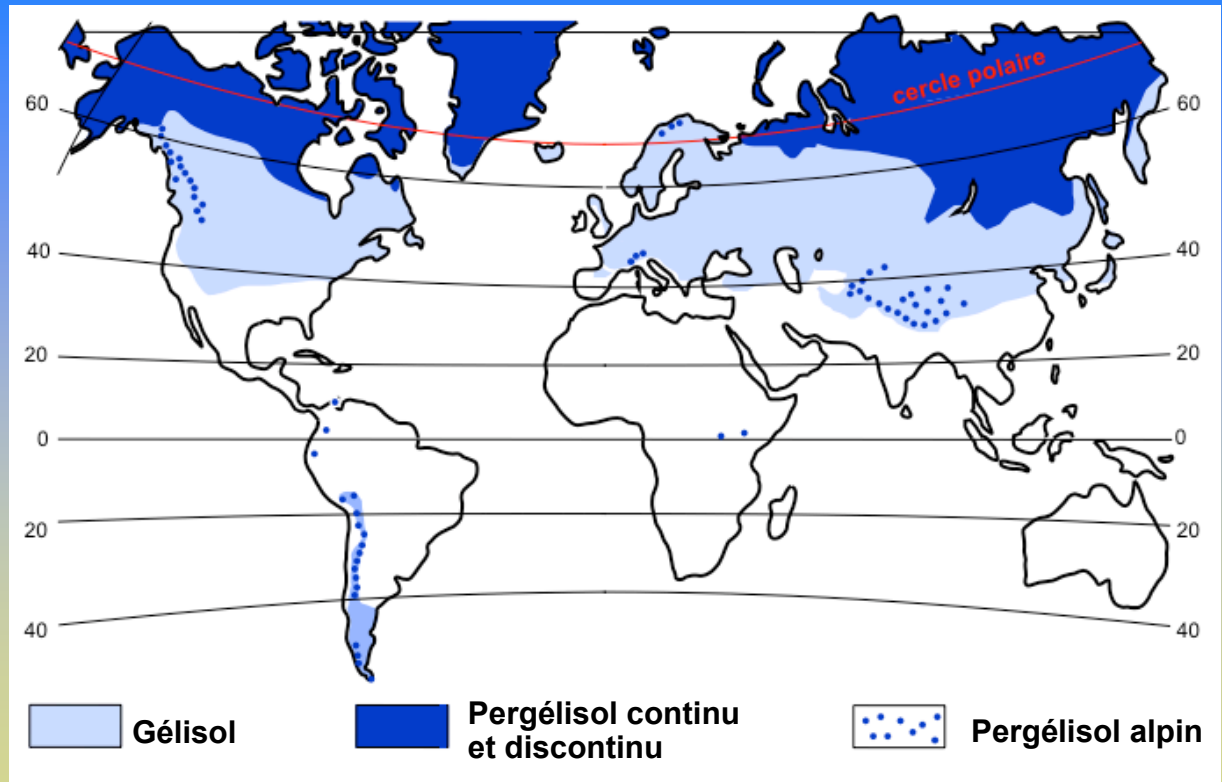 cercle polaire
60 60
40 40
20 20
0 0
20 20
40 40
Gélisol
Pergélisol continu
et discontinu
Pergélisol alpin